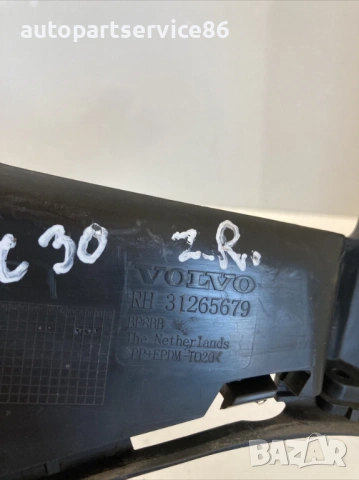 autopartservice86
C30 Z.R.
VOLVO
RH 31265679
The Netherlands
BAZAR